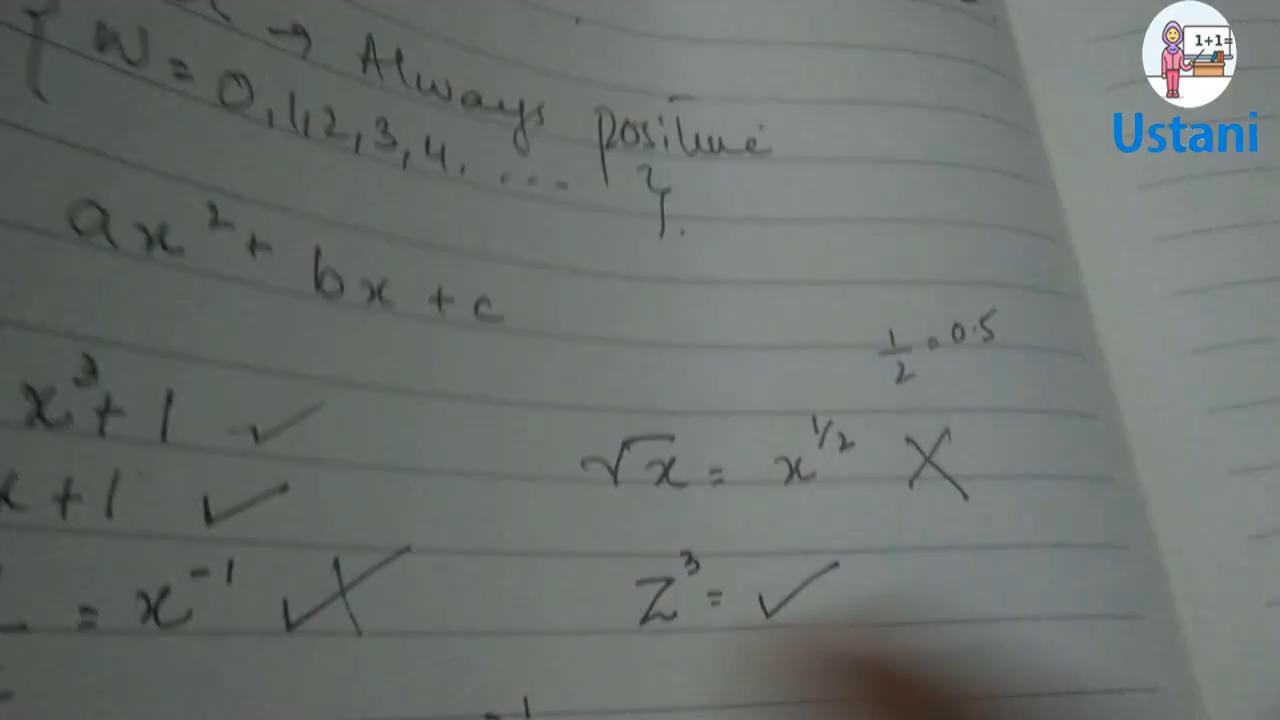 1+1=
Ustani
→ Always positive
{ W = 0, 1, 2, 3, 4, ... }.
ax² + bx + c
1/2 = 0.5
x³ + 1 ✓
√x = x^1/2 X
x + 1 ✓
= x⁻¹ X
Z³ = ✓